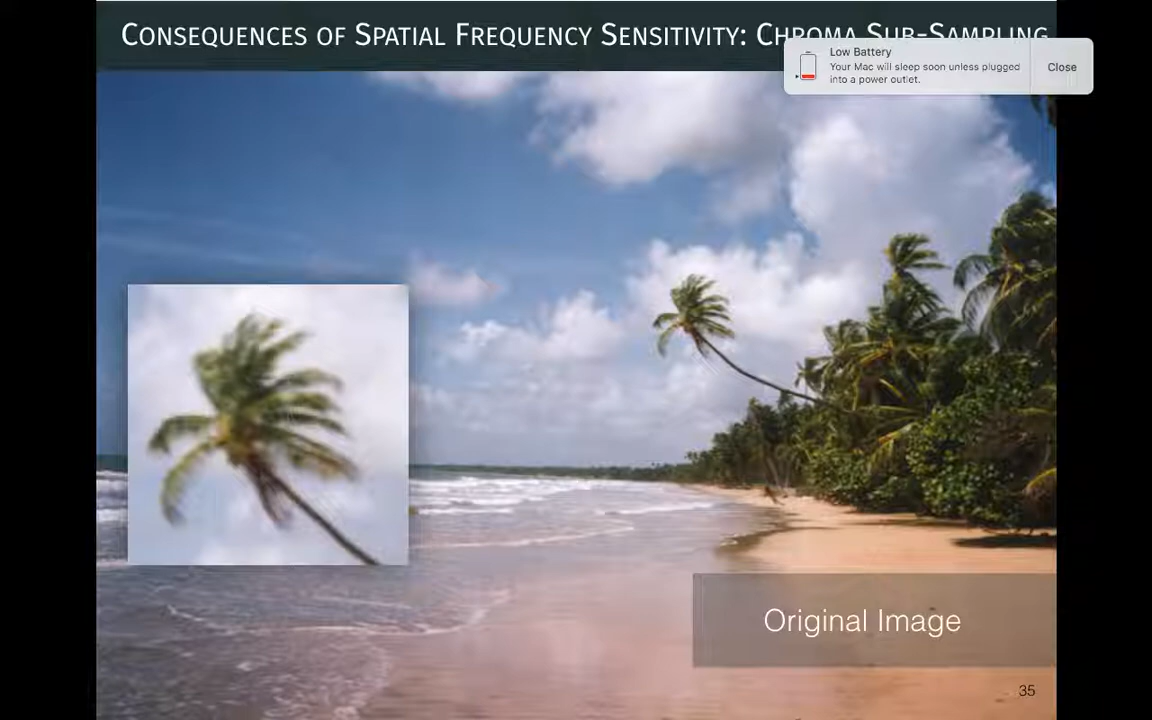 CONSEQUENCES OF SPATIAL FREQUENCY SENSITIVITY: CHROMA SUB-SAMPLING
Low Battery
Your Mac will sleep soon unless plugged
into a power outlet.
Close
Original Image
35